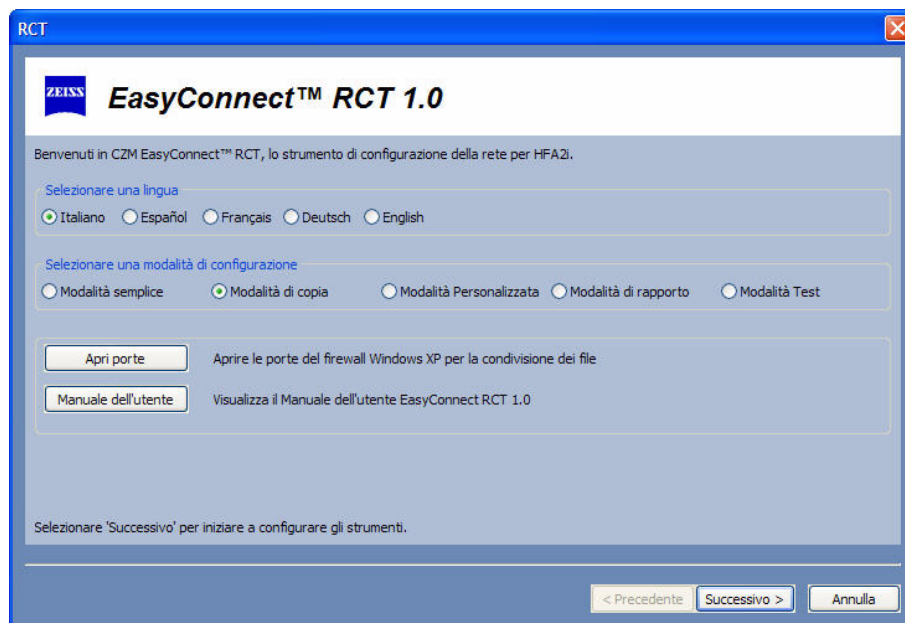 RCT
ZEISS
EasyConnect™ RCT 1.0
Benvenuti in CZM EasyConnect™ RCT, lo strumento di configurazione della rete per HFA2i.
Selezionare una lingua
Italiano Español Français Deutsch English
Selezionare una modalità di configurazione
Modalità semplice Modalità di copia Modalità Personalizzata Modalità di rapporto Modalità Test
Apri porte Aprire le porte del firewall Windows XP per la condivisione dei file
Manuale dell'utente Visualizza il Manuale dell'utente EasyConnect RCT 1.0
Selezionare 'Successivo' per iniziare a configurare gli strumenti.
< Precedente Successivo > Annulla